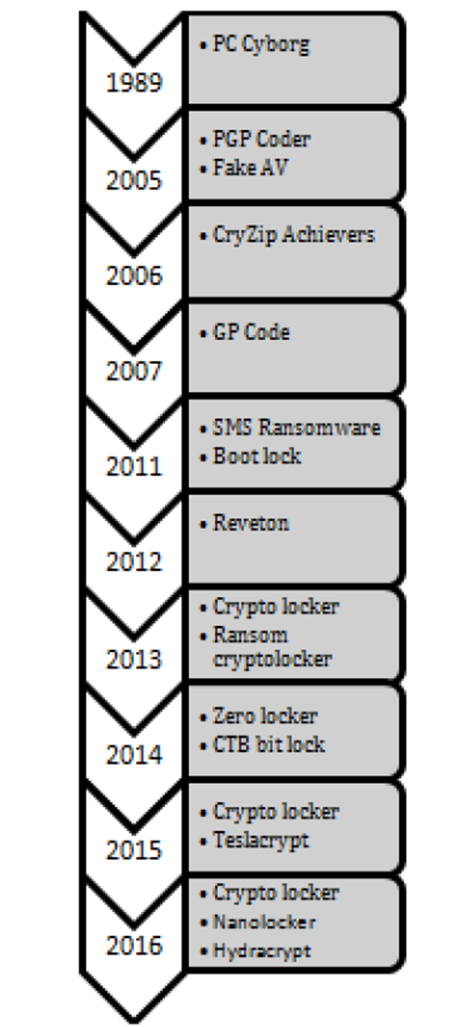 1989
• PC Cyborg
2005
• PGP Coder
• Fake AV
2006
• CryZip Achievers
2007
• GP Code
2011
• SMS Ransomware
• Boot lock
2012
• Reveton
2013
• Crypto locker
• Ransom
cryptolocker
2014
• Zero locker
• CTB bit lock
2015
• Crypto locker
• Teslacrypt
2016
• Crypto locker
• Nanolocker
• Hydracrypt